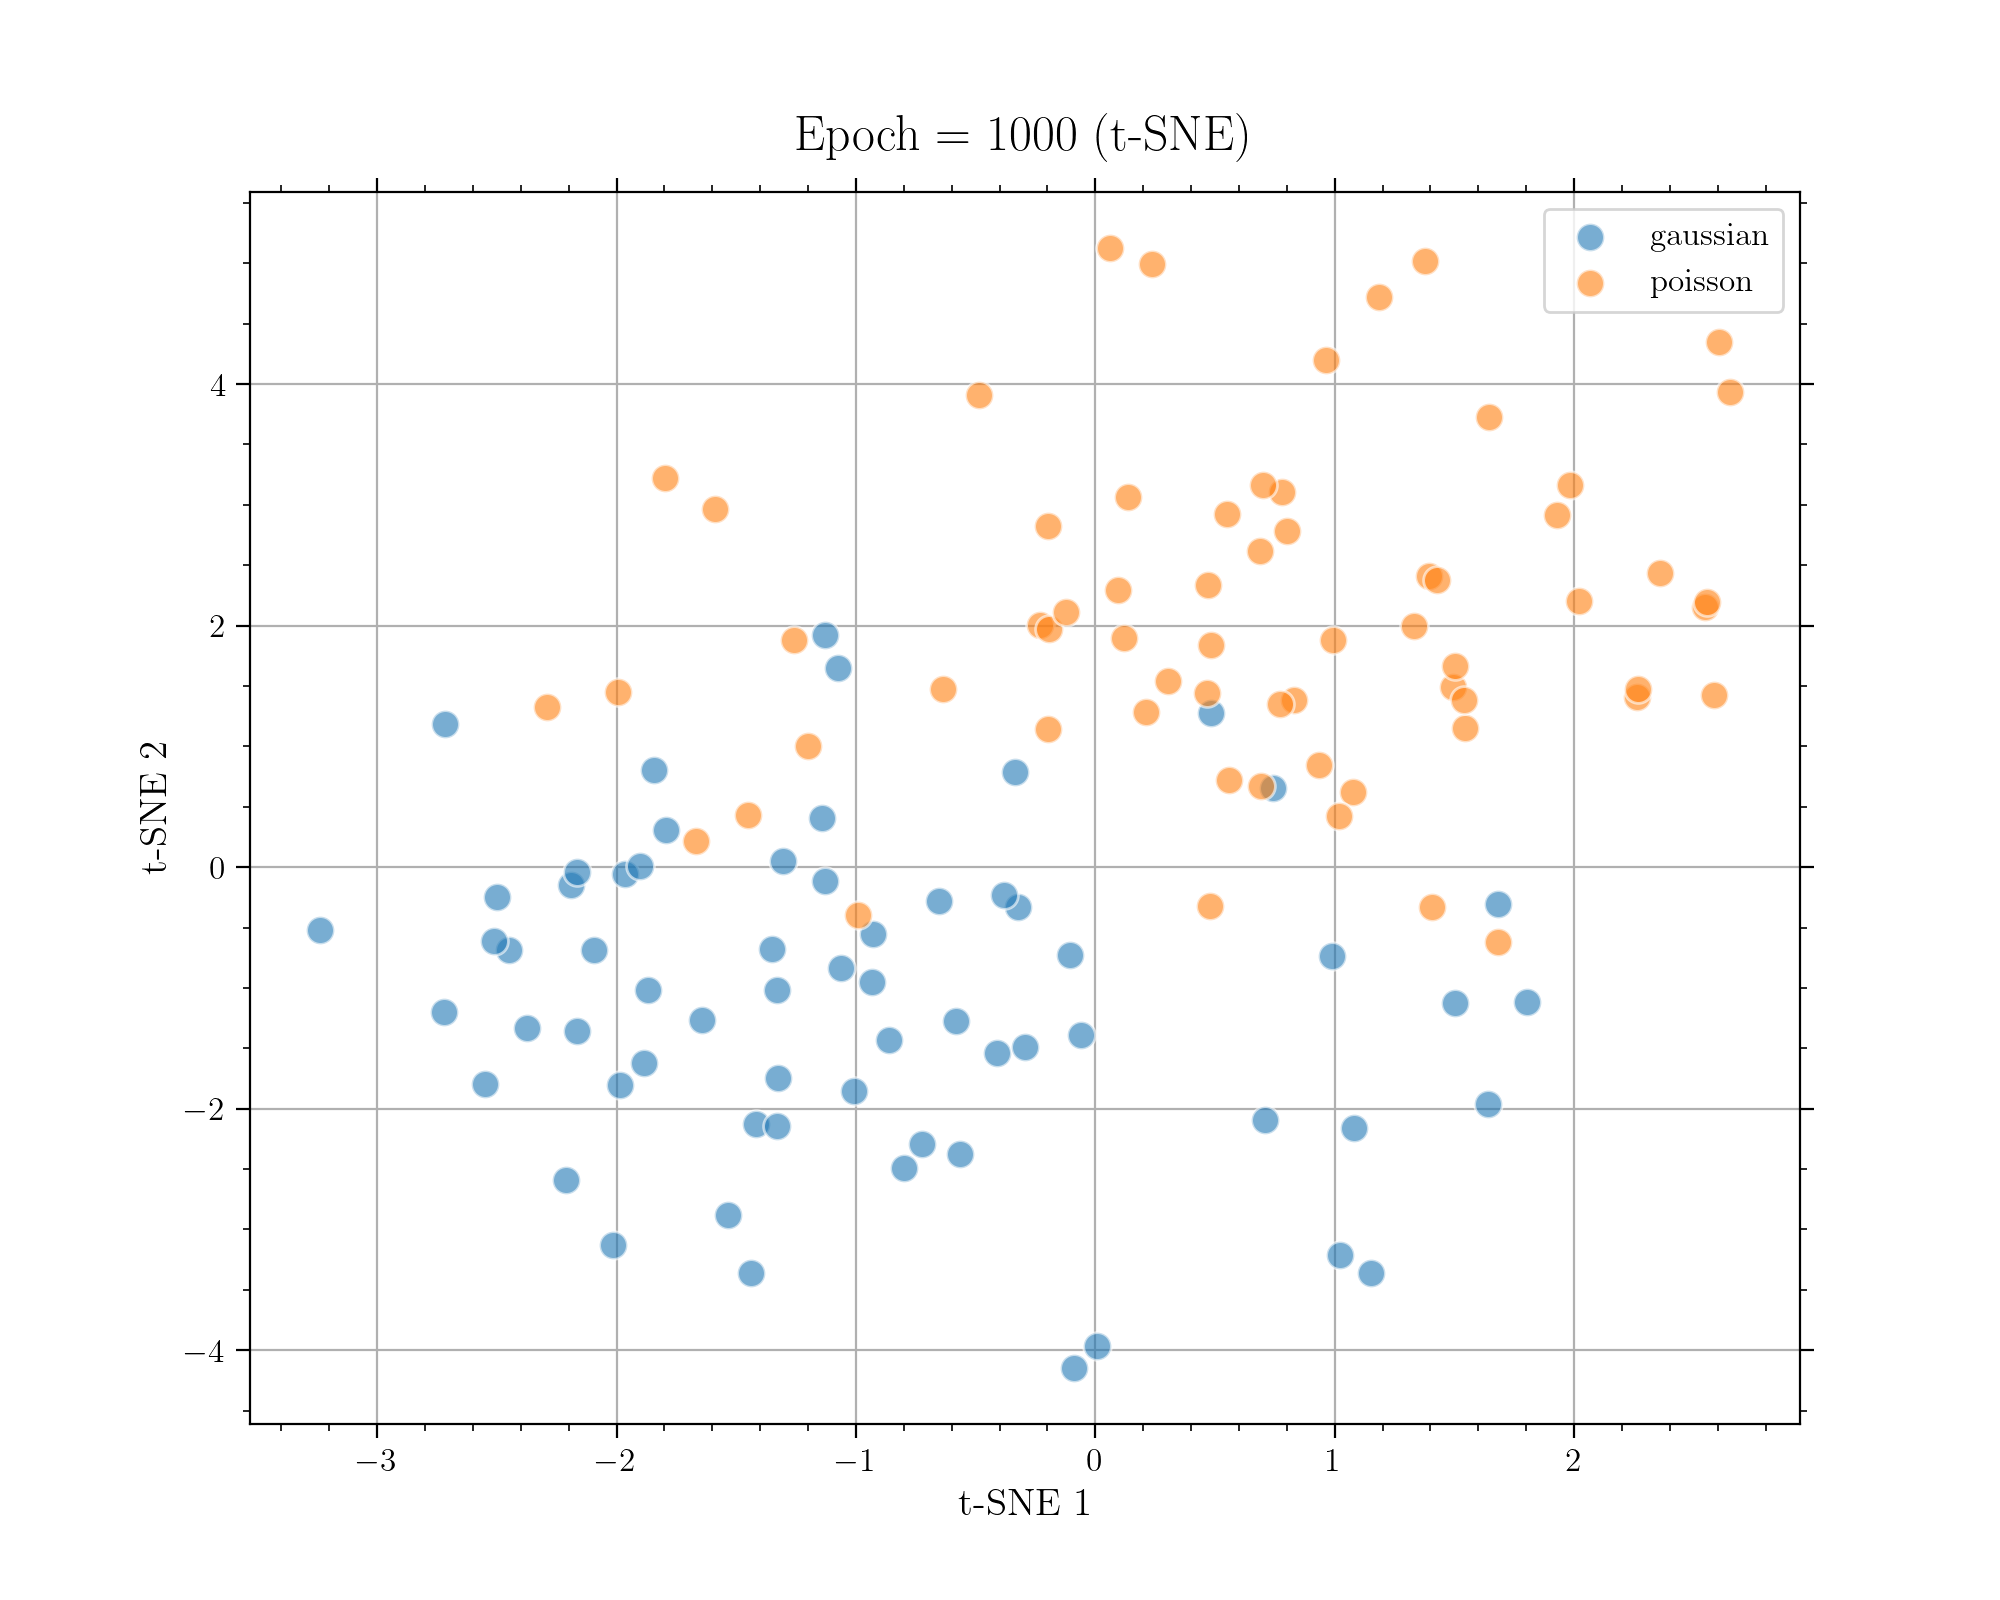 Epoch = 1000 (t-SNE)
gaussian
poisson
4
2
0
−2
−4
t-SNE 2
−3 −2 −1 0 1 2
t-SNE 1